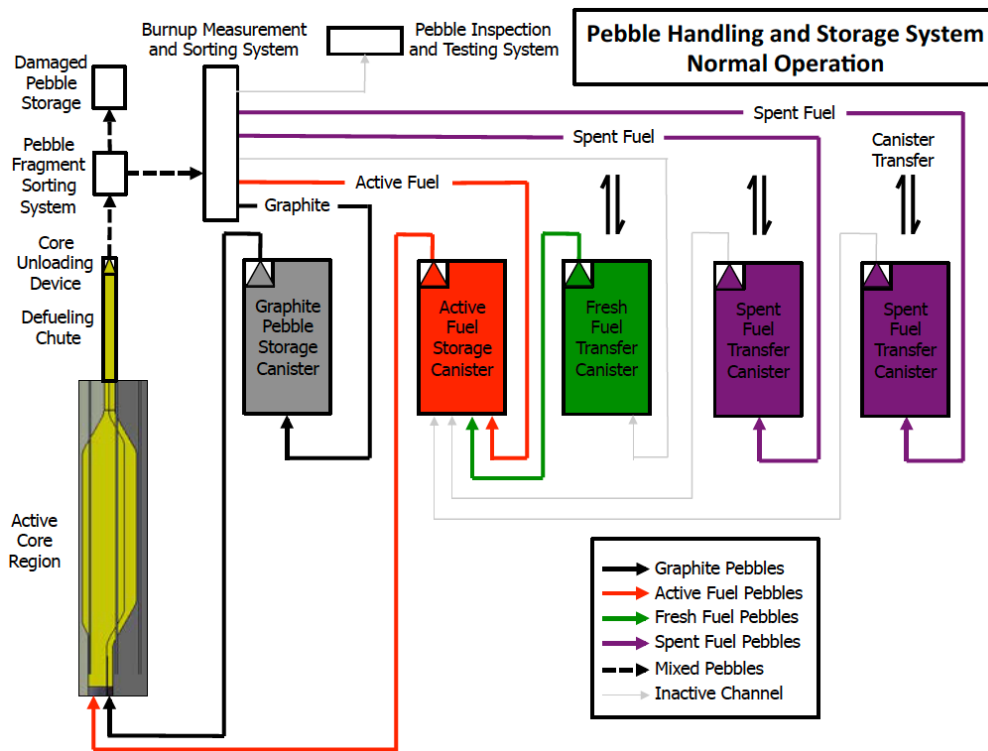 Pebble Handling and Storage System
Normal Operation
Burnup Measurement
and Sorting System
Pebble Inspection
and Testing System
Damaged
Pebble
Storage
Pebble
Fragment
Sorting
System
Core
Unloading
Device
Defueling
Chute
Active
Core
Region
Spent Fuel
Spent Fuel
Active Fuel
Graphite
Canister
Transfer
Graphite
Pebble
Storage
Canister
Active
Fuel
Storage
Canister
Fresh
Fuel
Transfer
Canister
Spent
Fuel
Transfer
Canister
Spent
Fuel
Transfer
Canister
Graphite Pebbles
Active Fuel Pebbles
Fresh Fuel Pebbles
Spent Fuel Pebbles
Mixed Pebbles
Inactive Channel